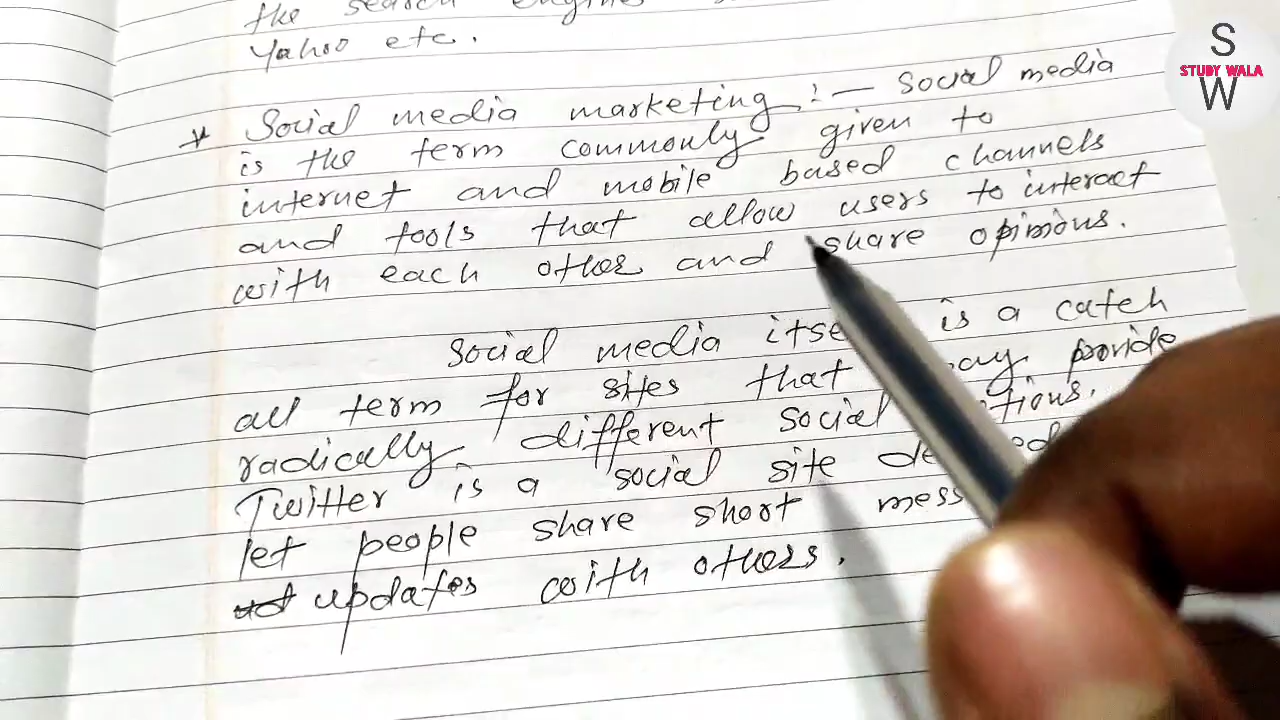 the search engines
Yahoo etc.
* Social media marketing :- Social media
is the term commonly given to
internet and mobile based channels
and tools that allow users to interact
with each other and share opinions.
Social media is a catch
all term for sites that provide
radically different social
Twitter is a social site
let people share short
updates with others.
S
STUDY WALA
W